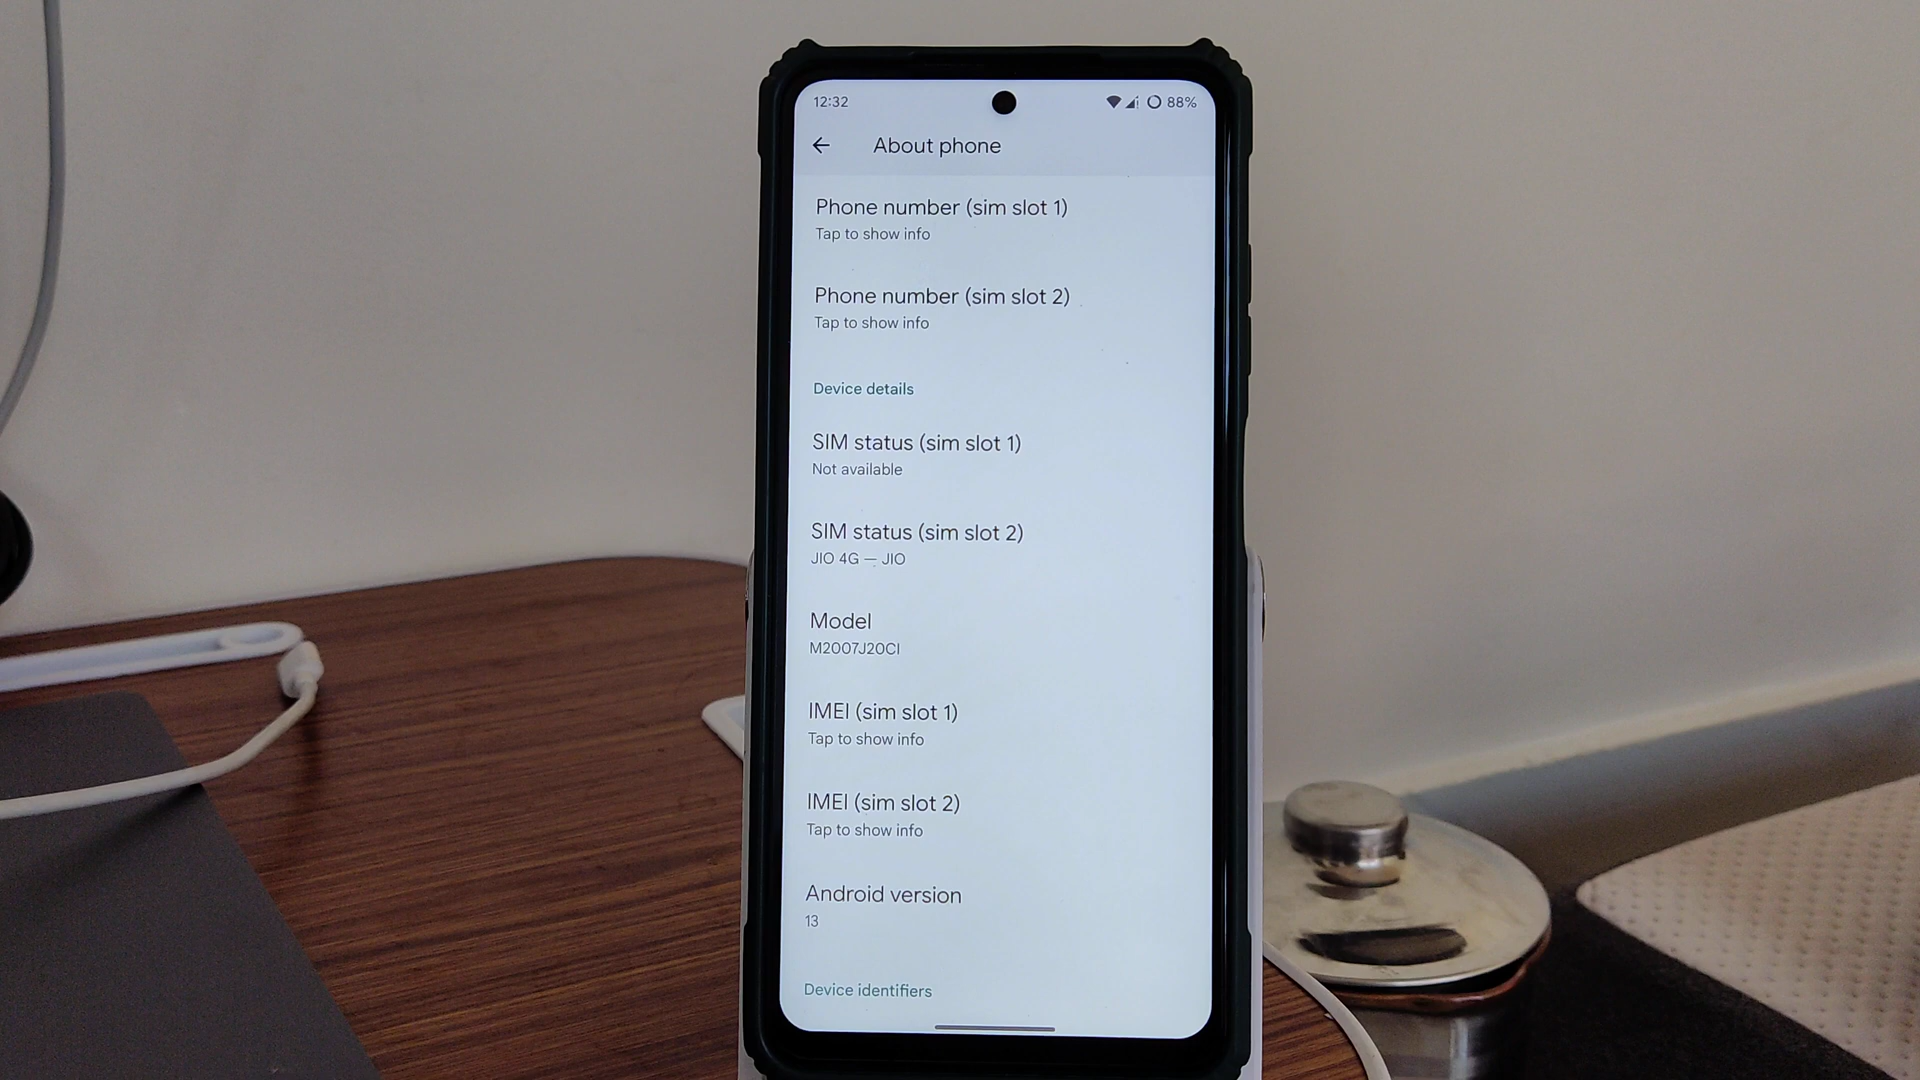 12:32
88%
About phone
Phone number (sim slot 1)
Tap to show info
Phone number (sim slot 2)
Tap to show info
Device details
SIM status (sim slot 1)
Not available
SIM status (sim slot 2)
JIO 4G — JIO
Model
M2007J20CI
IMEI (sim slot 1)
Tap to show info
IMEI (sim slot 2)
Tap to show info
Android version
13
Device identifiers